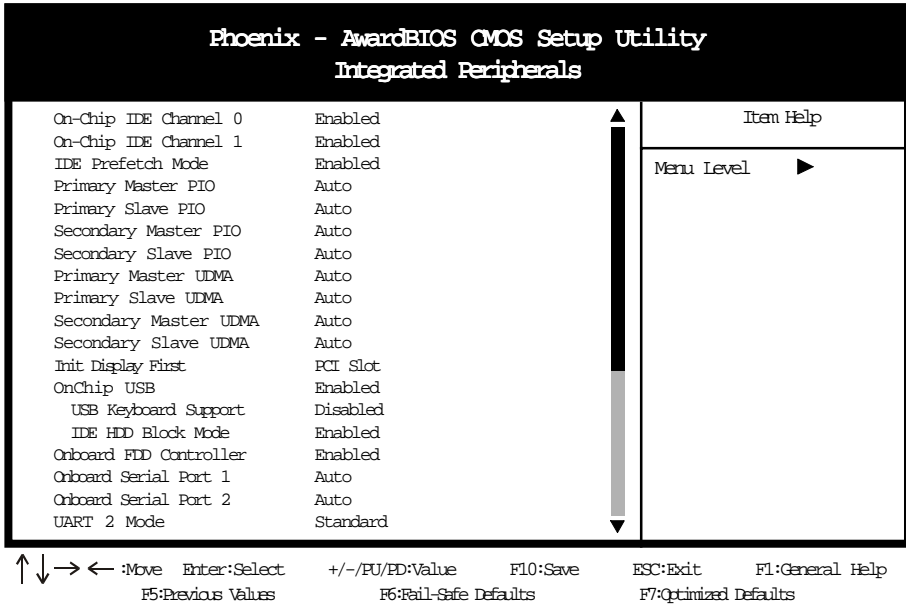 Phoenix - AwardBIOS CMOS Setup Utility
Integrated Peripherals
On-Chip IDE Channel 0 Enabled
On-Chip IDE Channel 1 Enabled
IDE Prefetch Mode Enabled
Primary Master PIO Auto
Primary Slave PIO Auto
Secondary Master PIO Auto
Secondary Slave PIO Auto
Primary Master UDMA Auto
Primary Slave UDMA Auto
Secondary Master UDMA Auto
Secondary Slave UDMA Auto
Init Display First PCI Slot
OnChip USB Enabled
USB Keyboard Support Disabled
IDE HDD Block Mode Enabled
Onboard FDD Controller Enabled
Onboard Serial Port 1 Auto
Onboard Serial Port 2 Auto
UART 2 Mode Standard
Item Help
Menu Level ▶
↑↓→← :Move Enter:Select +/-/PU/PD:Value F10:Save ESC:Exit F1:General Help
F5:Previous Values F6:Fail-Safe Defaults F7:Optimized Defaults